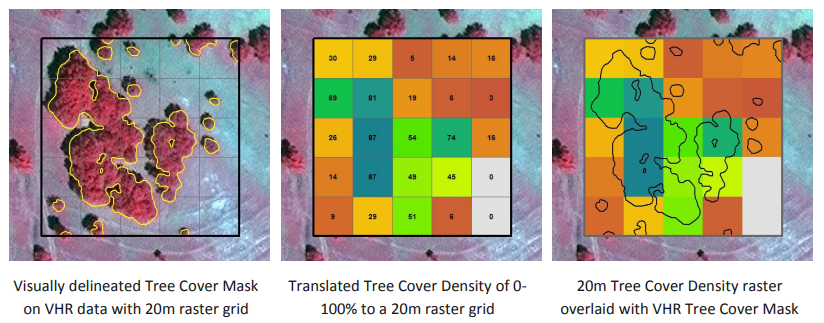 30 29 5 14 16
69 81 19 6 3
26 87 54 74 16
14 87 49 45 0
9 29 51 6 0
Visually delineated Tree Cover Mask
on VHR data with 20m raster grid
Translated Tree Cover Density of 0-
100% to a 20m raster grid
20m Tree Cover Density raster
overlaid with VHR Tree Cover Mask